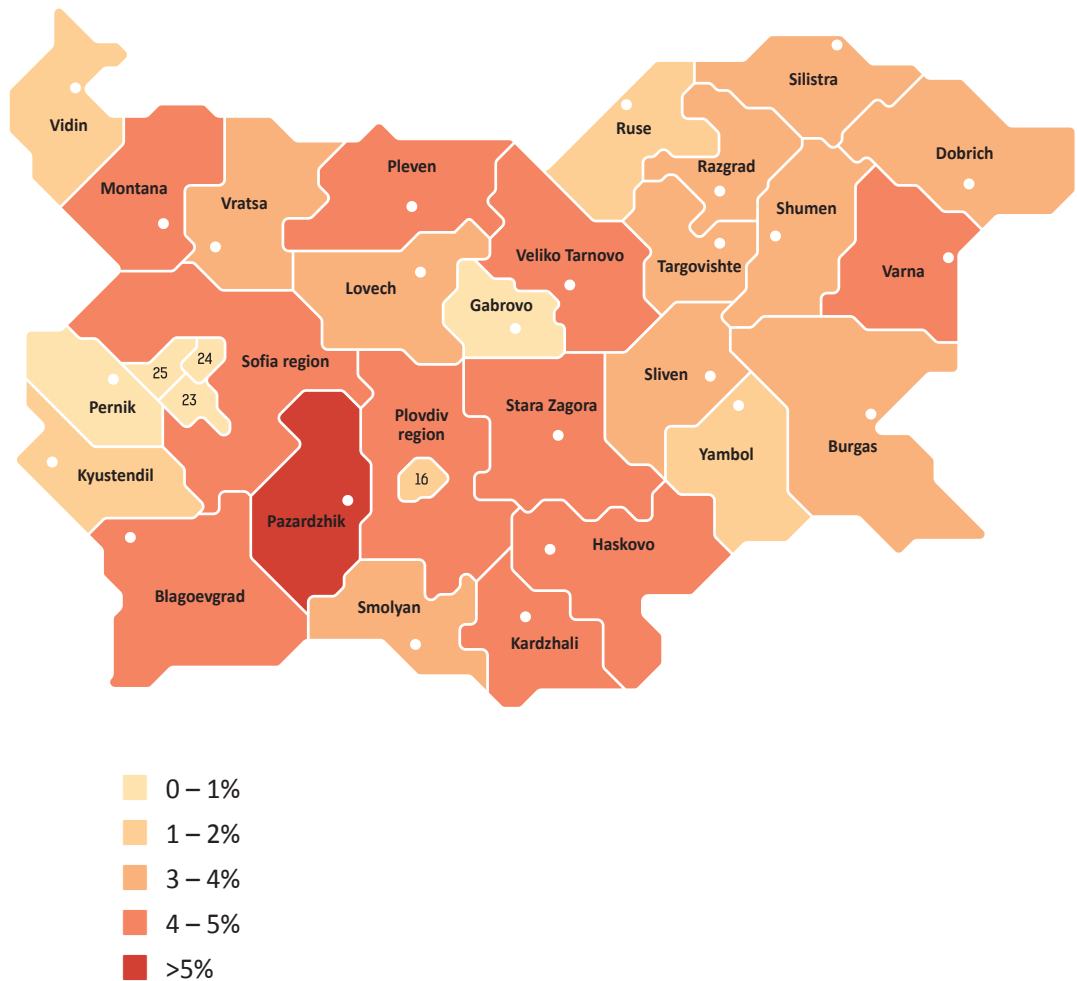 Silistra
Vidin
Ruse
Dobrich
Pleven
Razgrad
Montana
Vratsa
Shumen
Veliko Tarnovo
Targovishte
Varna
Lovech
Gabrovo
24
25
Sofia region
Sliven
23
Pernik
Stara Zagora
Plovdiv
region
Burgas
Yambol
Kyustendil
16
Pazardzhik
Haskovo
Blagoevgrad
Smolyan
Kardzhali
0 – 1%
1 – 2%
3 – 4%
4 – 5%
>5%